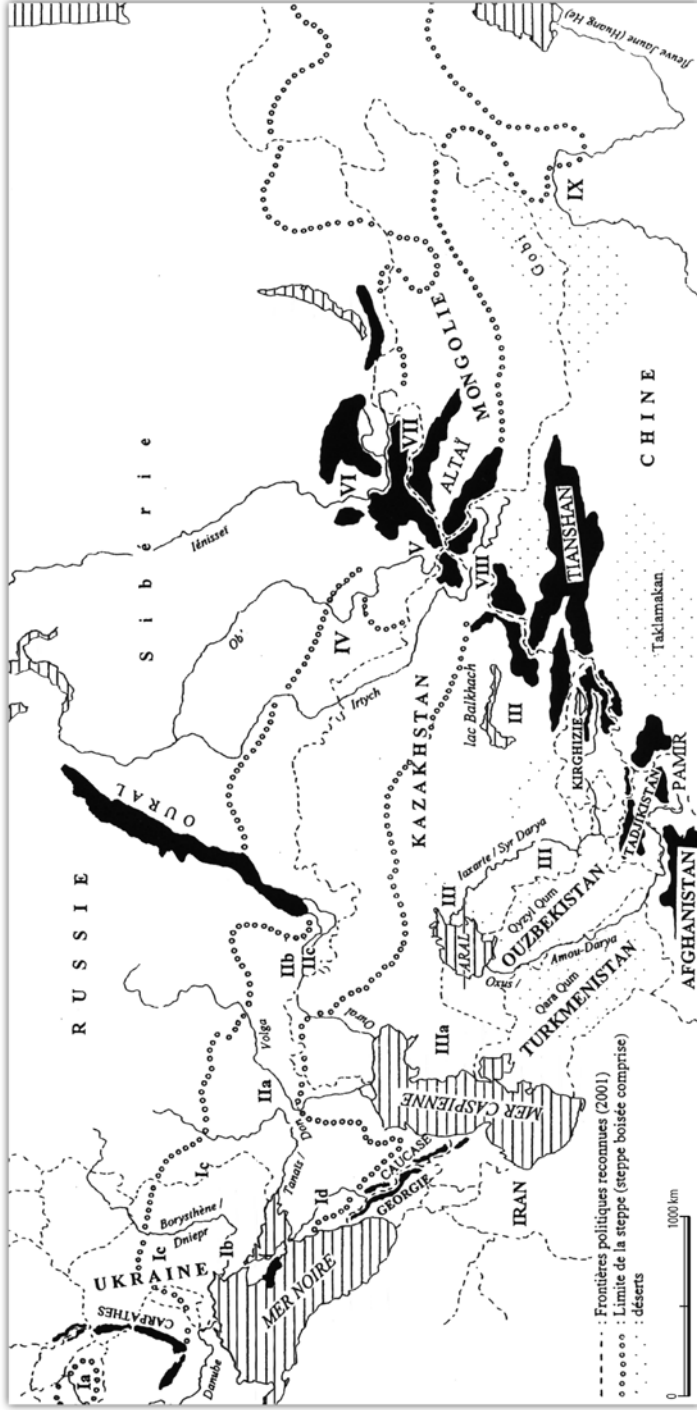 Sibérie
RUSSIE
OURAL
Ob'
Iénisseï
Irtych
UKRAINE
CARPATHES
Danube
Borysthène /
Dniepr
Volga
Tanaïs / Don
Oural
Ia
Ib
Ic
Ic
Id
IIa
IIb
IIc
III
III
III
IIIa
IV
V
VI
VII
VIII
IX
KAZAKHSTAN
lac Balkhach
ALTAÏ
MONGOLIE
Gobi
fleuve Jaune (Huang He)
MER NOIRE
CAUCASE
GEORGIE
MER CASPIENNE
ARAL
Iaxarte / Syr Darya
Qyzyl Qum
OUZBEKISTAN
Oxus / Amou-Darya
Qara Qum
TURKMENISTAN
KIRGHIZIE
TIANSHAN
TADJIKISTAN
PAMIR
Taklamakan
CHINE
IRAN
AFGHANISTAN
: Frontières politiques reconnues (2001)
: Limite de la steppe (steppe boisée comprise)
: déserts
0 1000 km